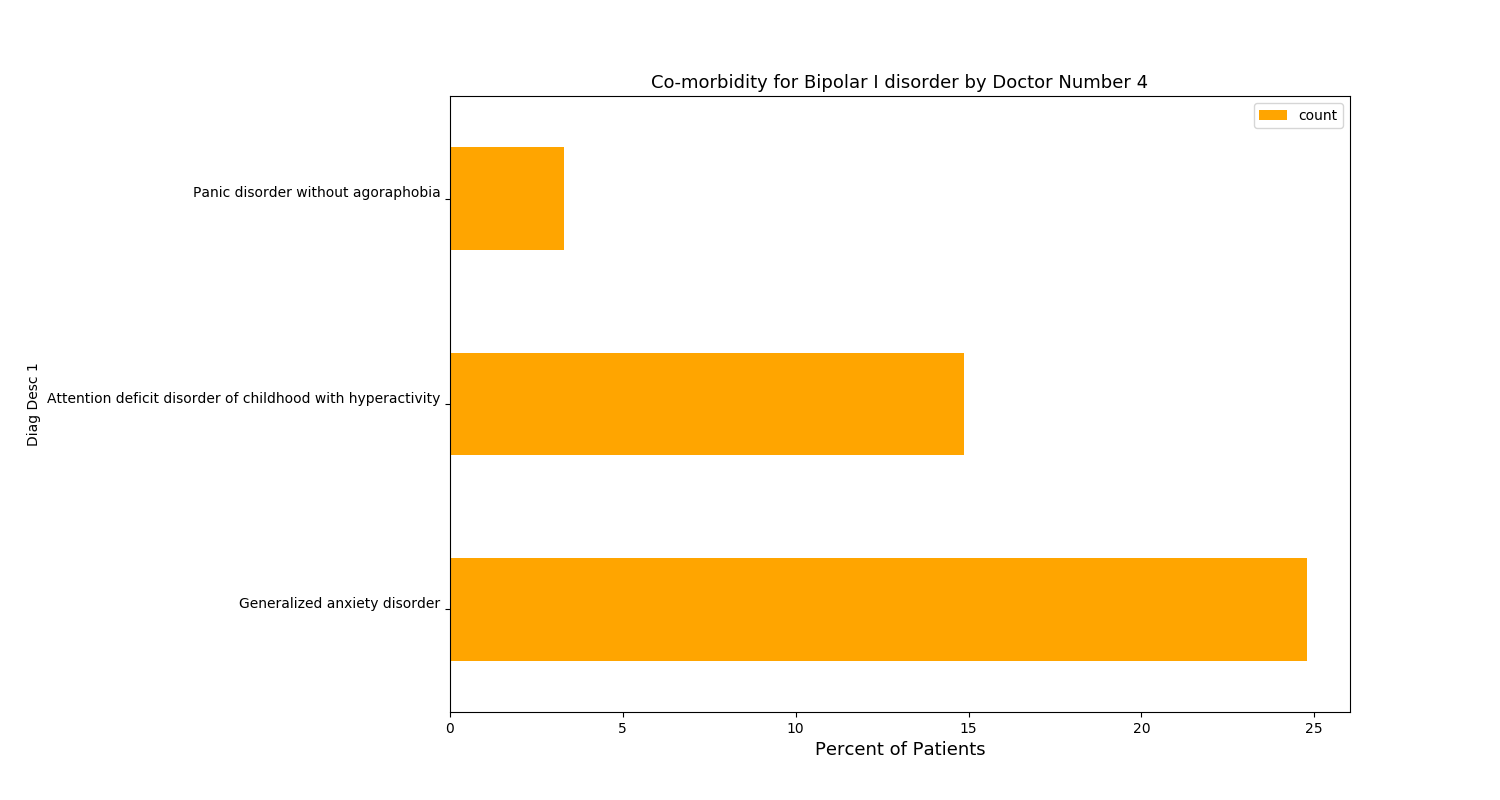 Co-morbidity for Bipolar I disorder by Doctor Number 4
count
Panic disorder without agoraphobia
Attention deficit disorder of childhood with hyperactivity
Generalized anxiety disorder
Diag Desc 1
0 5 10 15 20 25
Percent of Patients